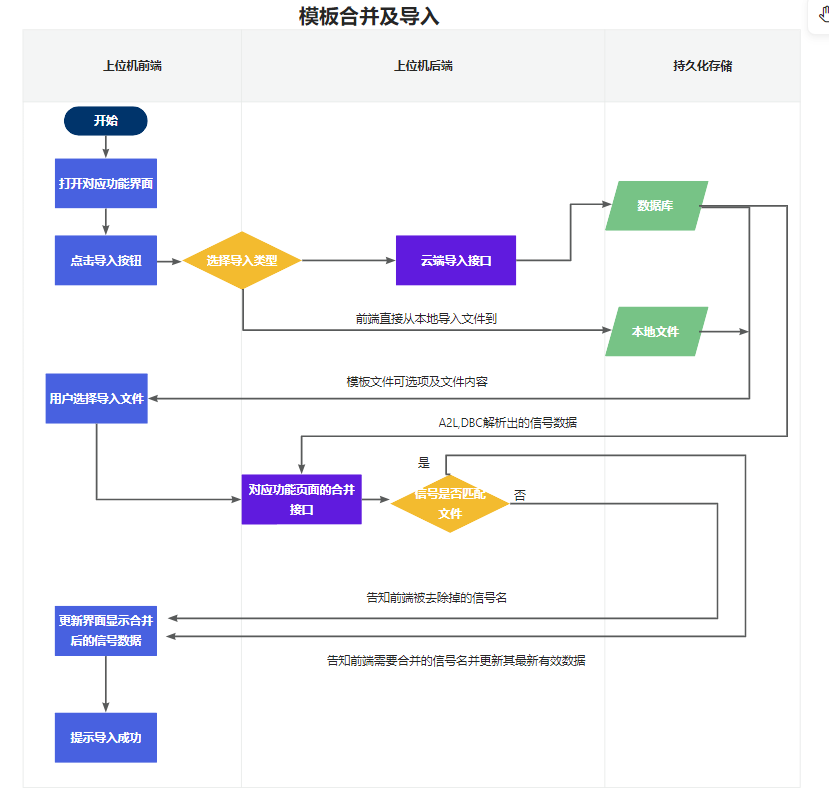 模板合并及导入
上位机前端
上位机后端
持久化存储
开始
打开对应功能界面
数据库
点击导入按钮
选择导入类型
云端导入接口
前端直接从本地导入文件到
本地文件
模板文件可选项及文件内容
用户选择导入文件
A2L,DBC解析出的信号数据
是
对应功能页面的合并
接口
信号是否匹配
文件
否
告知前端被去除掉的信号名
更新界面显示合并
后的信号数据
告知前端需要合并的信号名并更新其最新有效数据
提示导入成功